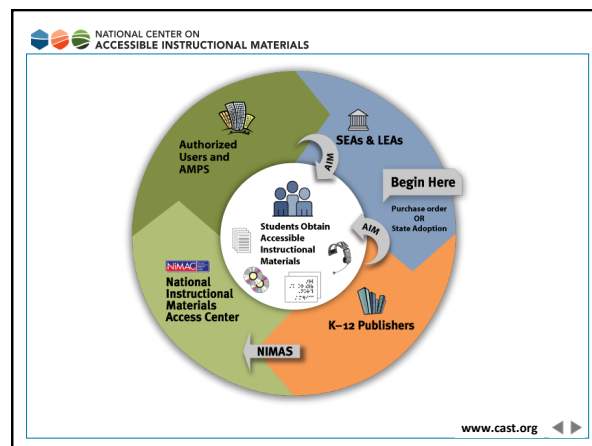 NATIONAL CENTER ON
ACCESSIBLE INSTRUCTIONAL MATERIALS
Authorized
Users and
AMPS
SEAs & LEAs
AIM
Begin Here
Purchase order
OR
State Adoption
AIM
Students Obtain
Accessible
Instructional
Materials
NIMAC
National
Instructional
Materials
Access Center
K–12 Publishers
NIMAS
www.cast.org